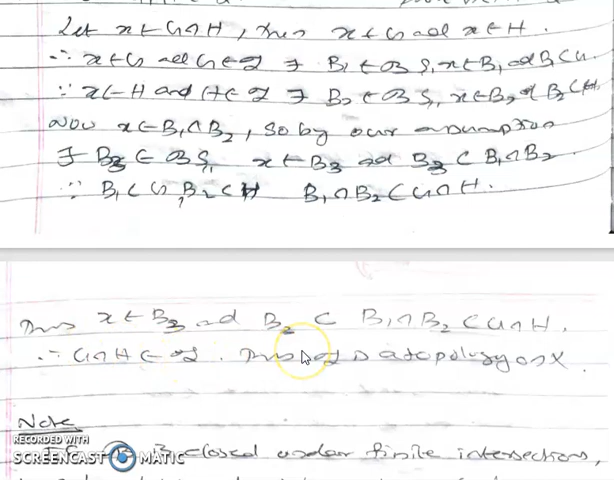 Let x ∈ G∩H, then x ∈ G and x ∈ H.
∵ x ∈ G and G ∈ 𝒯 ∃ B₁ ∈ ℬ s.t. x ∈ B₁ and B₁ ⊂ G.
∵ x ∈ H and H ∈ 𝒯 ∃ B₂ ∈ ℬ s.t. x ∈ B₂ & B₂ ⊂ H.
Now x ∈ B₁∩B₂, so by our assumption
∃ B₃ ∈ ℬ s.t. x ∈ B₃ and B₃ ⊂ B₁∩B₂.
∵ B₁ ⊂ G, B₂ ⊂ H B₁∩B₂ ⊂ G∩H.
Thus x ∈ B₃ and B₂ ⊂ B₁∩B₂ ⊂ G∩H.
∴ G∩H ∈ 𝒯. Thus 𝒯 is a topology on X.
Note
RECORDED WITH
SCREENCAST MATIC
closed under finite intersections,